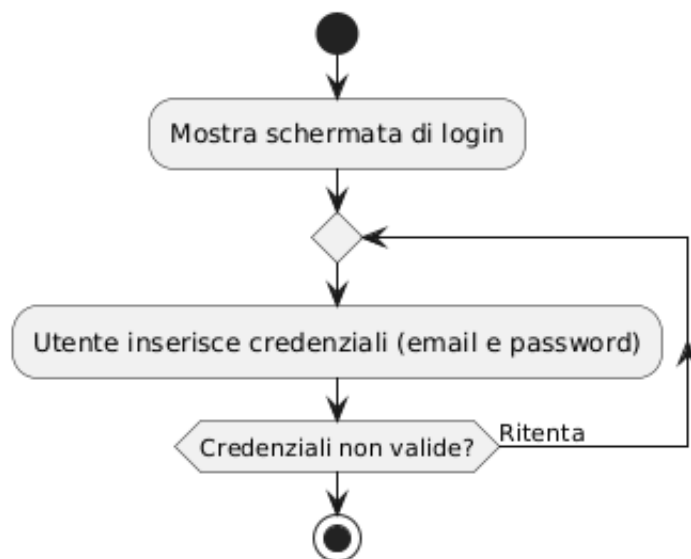 Mostra schermata di login
Utente inserisce credenziali (email e password)
Credenziali non valide?
Ritenta